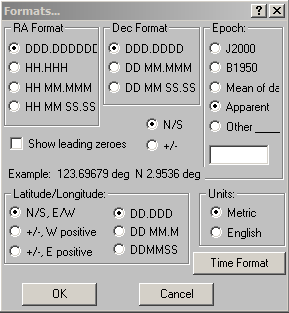 Formats...
RA Format
DDD.DDDDDD
HH.HHH
HH MM.MMM
HH MM SS.SS
Dec Format
DDD.DDDD
DD MM.MMM
DD MM SS.SS
Epoch:
J2000
B1950
Mean of da
Apparent
Other ____
Show leading zeroes
N/S
+/-
Example: 123.69679 deg N 2.9536 deg
Latitude/Longitude:
N/S, E/W
+/-, W positive
+/-, E positive
DD.DDD
DD MM.M
DDMMSS
Units:
Metric
English
Time Format
OK
Cancel